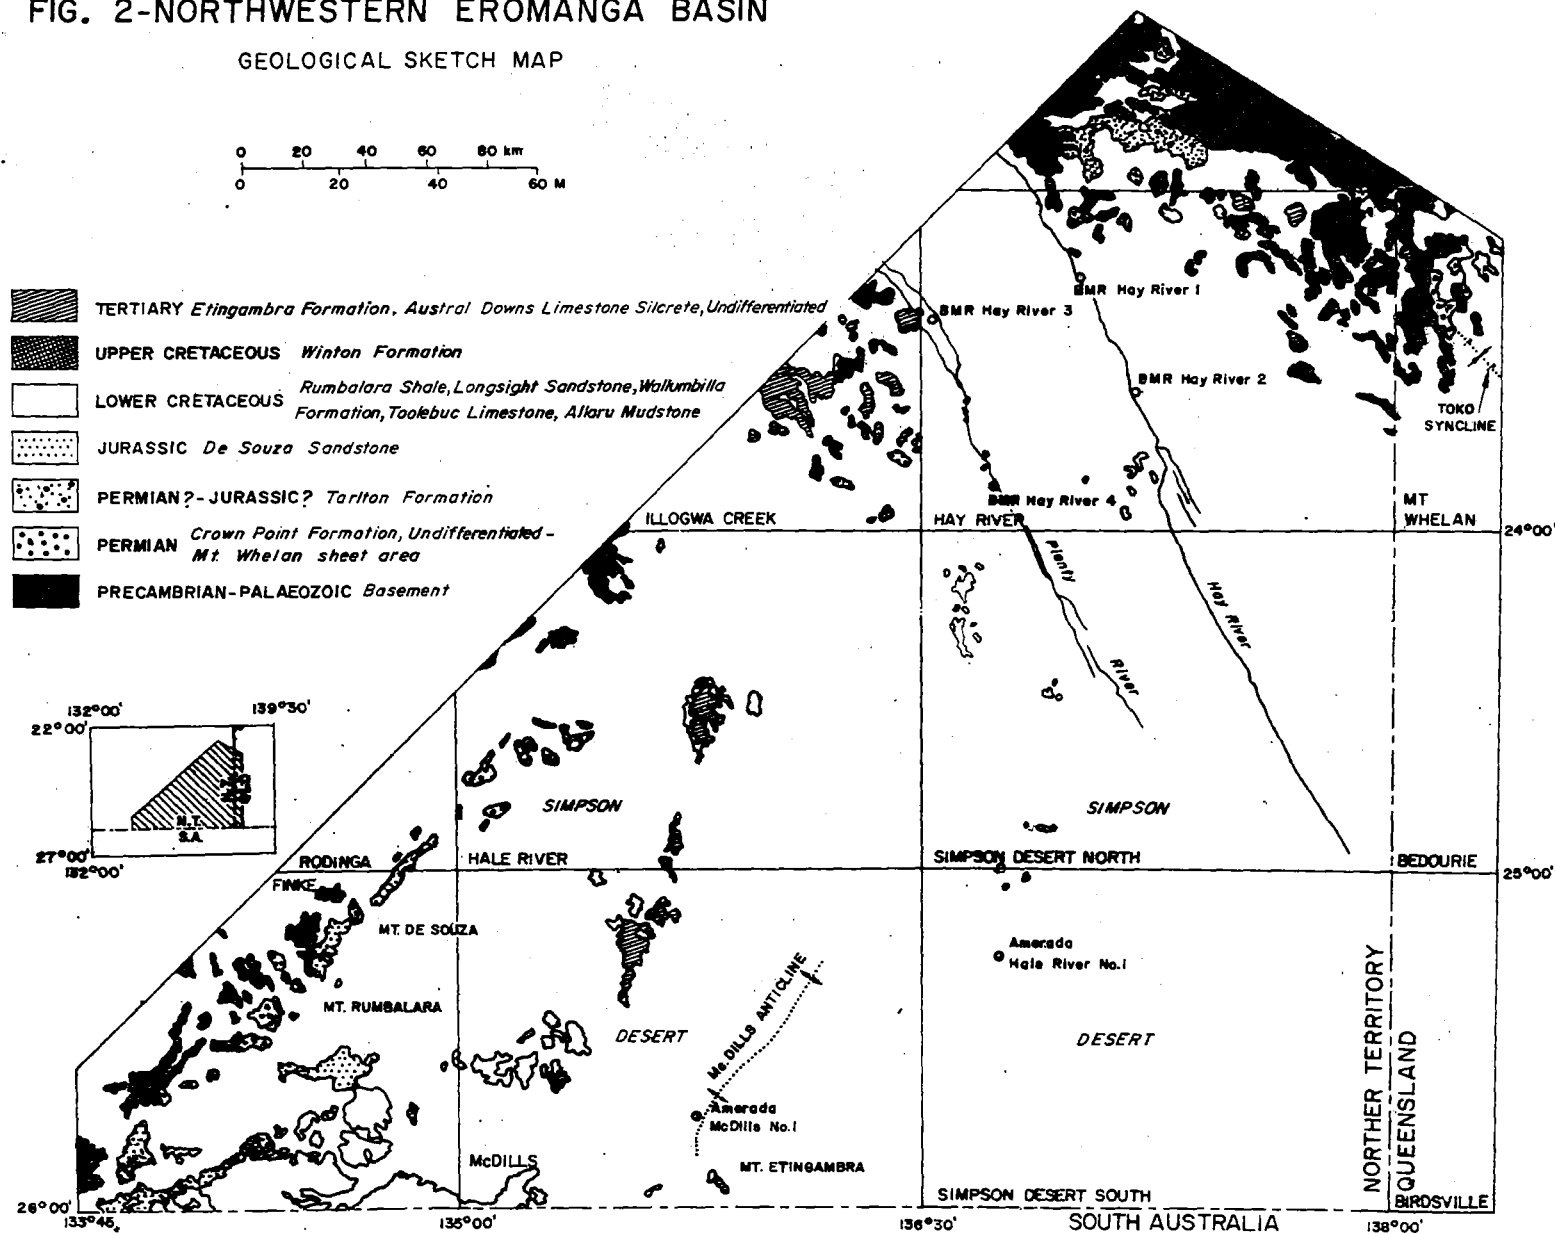 FIG. 2-NORTHWESTERN EROMANGA BASIN
GEOLOGICAL SKETCH MAP
0 20 40 60 80 km
0 20 40 60 M
TERTIARY Etingambra Formation, Austral Downs Limestone Silcrete, Undifferentiated
UPPER CRETACEOUS Winton Formation
LOWER CRETACEOUS Rumbalara Shale, Longsight Sandstone, Wallumbilla
Formation, Toolebuc Limestone, Allaru Mudstone
JURASSIC De Souza Sandstone
PERMIAN?-JURASSIC? Tarlton Formation
PERMIAN Crown Point Formation, Undifferentiated-
Mt. Whelan sheet area
PRECAMBRIAN-PALAEOZOIC Basement
BMR Hay River 1
BMR Hay River 3
BMR Hay River 2
TOKO
SYNCLINE
BMR Hay River 4
ILLOGWA CREEK
HAY RIVER
MT
WHELAN
24°00'
Plenty
River
Hay River
132°00'
139°30'
22°00'
N.T.
S.A.
27°00'
132°00'
SIMPSON
SIMPSON
RODINGA
HALE RIVER
SIMPSON DESERT NORTH
BEDOURIE
25°00'
FINKE
MT. DE SOUZA
MT. RUMBALARA
Amerada
Hale River No.1
DESERT
DESERT
Mc.DILLS ANTICLINE
Amerada
McDills No.1
McDILLS
MT. ETINGAMBRA
NORTHER TERRITORY
QUEENSLAND
SIMPSON DESERT SOUTH
BIRDSVILLE
26°00'
133°45,
135°00'
136°30'
SOUTH AUSTRALIA
138°00'